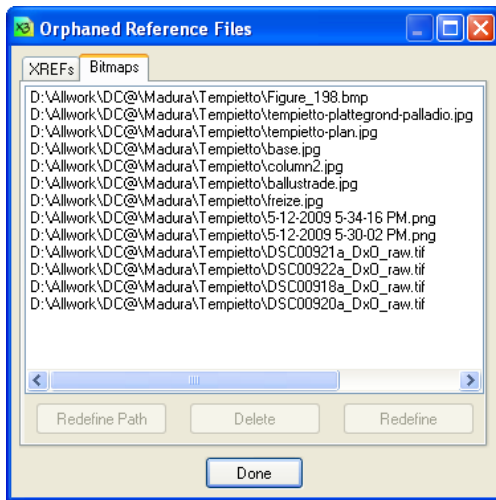 X3 Orphaned Reference Files
XREFs Bitmaps
D:\Allwork\DC@\Madura\Tempietto\Figure_198.bmp
D:\Allwork\DC@\Madura\Tempietto\tempietto-plattegrond-palladio.jpg
D:\Allwork\DC@\Madura\Tempietto\tempietto-plan.jpg
D:\Allwork\DC@\Madura\Tempietto\base.jpg
D:\Allwork\DC@\Madura\Tempietto\column2.jpg
D:\Allwork\DC@\Madura\Tempietto\ballustrade.jpg
D:\Allwork\DC@\Madura\Tempietto\freize.jpg
D:\Allwork\DC@\Madura\Tempietto\5-12-2009 5-34-16 PM.png
D:\Allwork\DC@\Madura\Tempietto\5-12-2009 5-30-02 PM.png
D:\Allwork\DC@\Madura\Tempietto\DSC00921a_DxO_raw.tif
D:\Allwork\DC@\Madura\Tempietto\DSC00922a_DxO_raw.tif
D:\Allwork\DC@\Madura\Tempietto\DSC00918a_DxO_raw.tif
D:\Allwork\DC@\Madura\Tempietto\DSC00920a_DxO_raw.tif
Redefine Path Delete Redefine
Done